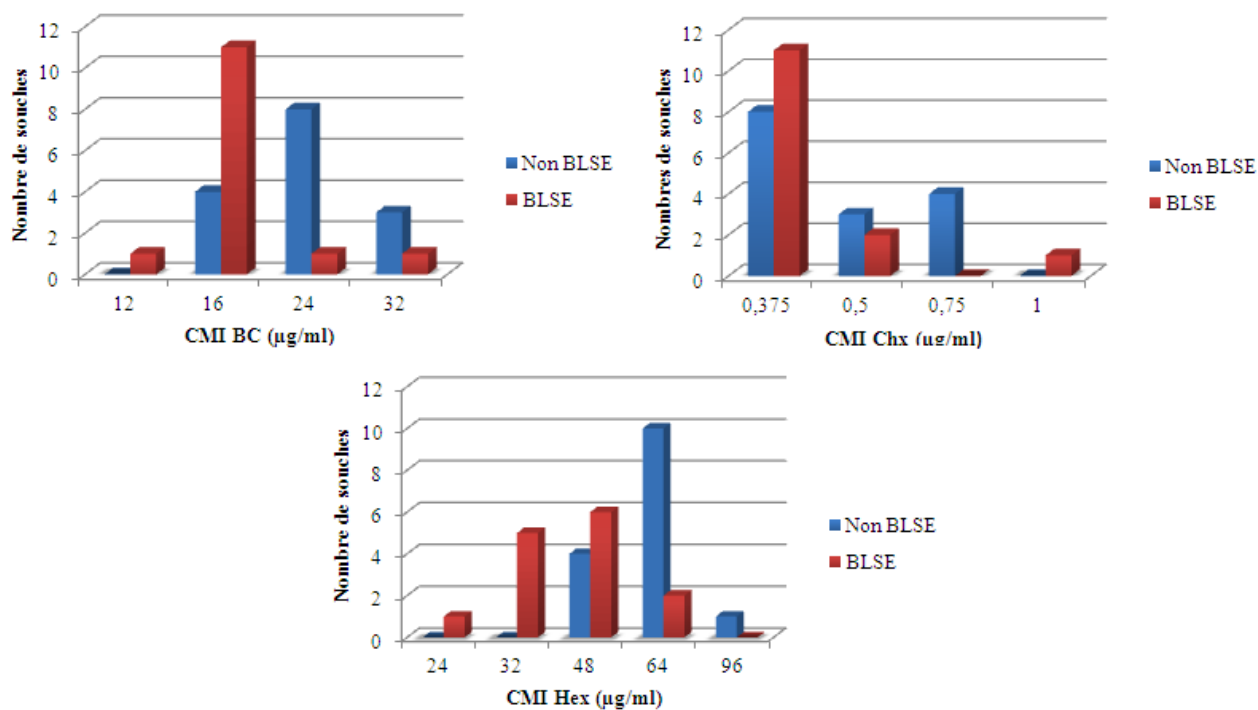 12
10
8
6
4
2
0
Nombre de souches
12 16 24 32
CMI BC (µg/ml)
Non BLSE
BLSE
12
10
8
6
4
2
0
Nombres de souches
0,375 0,5 0,75 1
CMI Chx (µg/ml)
Non BLSE
BLSE
12
10
8
6
4
2
0
Nombre de souches
24 32 48 64 96
CMI Hex (µg/ml)
Non BLSE
BLSE